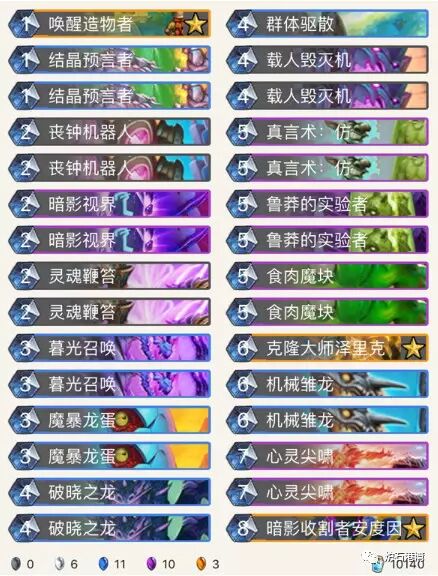 1 唤醒造物者
1 结晶预言者
1 结晶预言者
2 丧钟机器人
2 丧钟机器人
2 暗影视界
2 暗影视界
2 灵魂鞭笞
2 灵魂鞭笞
3 暮光召唤
3 暮光召唤
3 魔暴龙蛋
3 魔暴龙蛋
4 破晓之龙
4 破晓之龙
4 群体驱散
4 载人毁灭机
4 载人毁灭机
5 真言术：仿
5 真言术：仿
5 鲁莽的实验者
5 鲁莽的实验者
5 食肉魔块
5 食肉魔块
6 克隆大师泽里克
6 机械雏龙
6 机械雏龙
7 心灵尖啸
7 心灵尖啸
8 暗影收割者安度因
0 6 11 10 3 10140